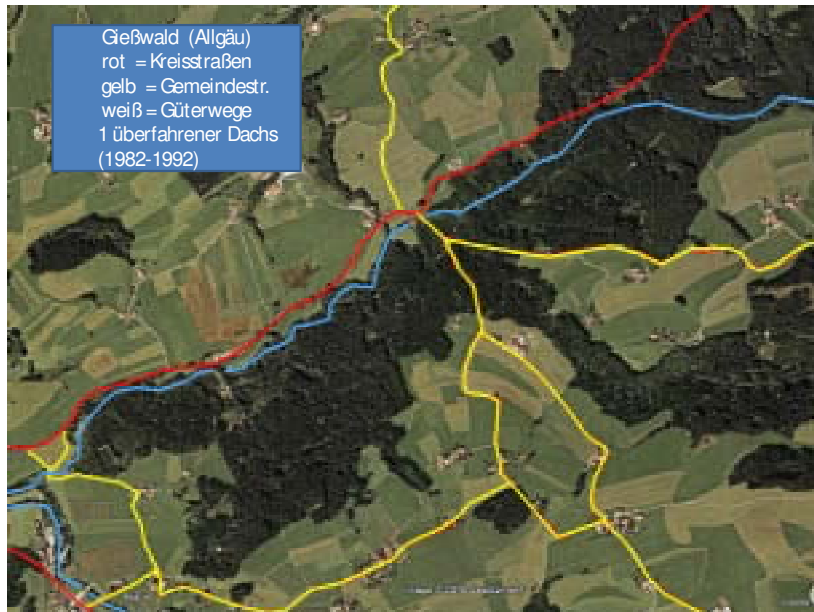 Gießwald (Allgäu)
rot = Kreisstraßen
gelb = Gemeindestr.
weiß = Güterwege
1 überfahrener Dachs
(1982-1992)